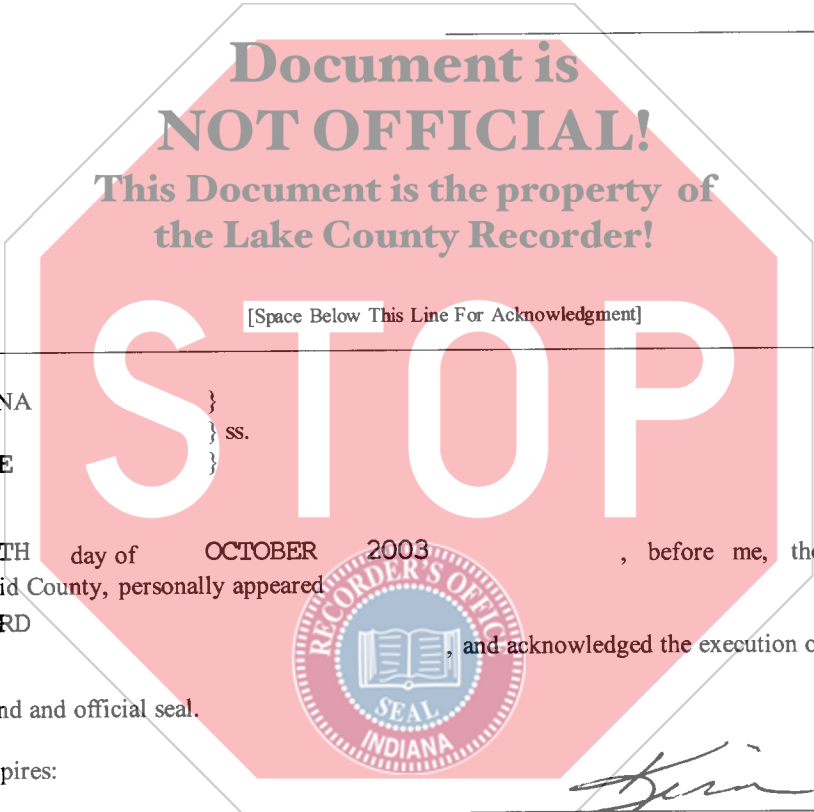 Document is
NOT OFFICIAL!
This Document is the property of
the Lake County Recorder!
[Space Below This Line For Acknowledgment]
STOP
NA }
} ss.
E }
TH day of OCTOBER 2003 , before me, the
id County, personally appeared
RD
, and acknowledged the execution o
nd and official seal.
pires:
RECORDER'S OFFICE
SEAL
INDIANA